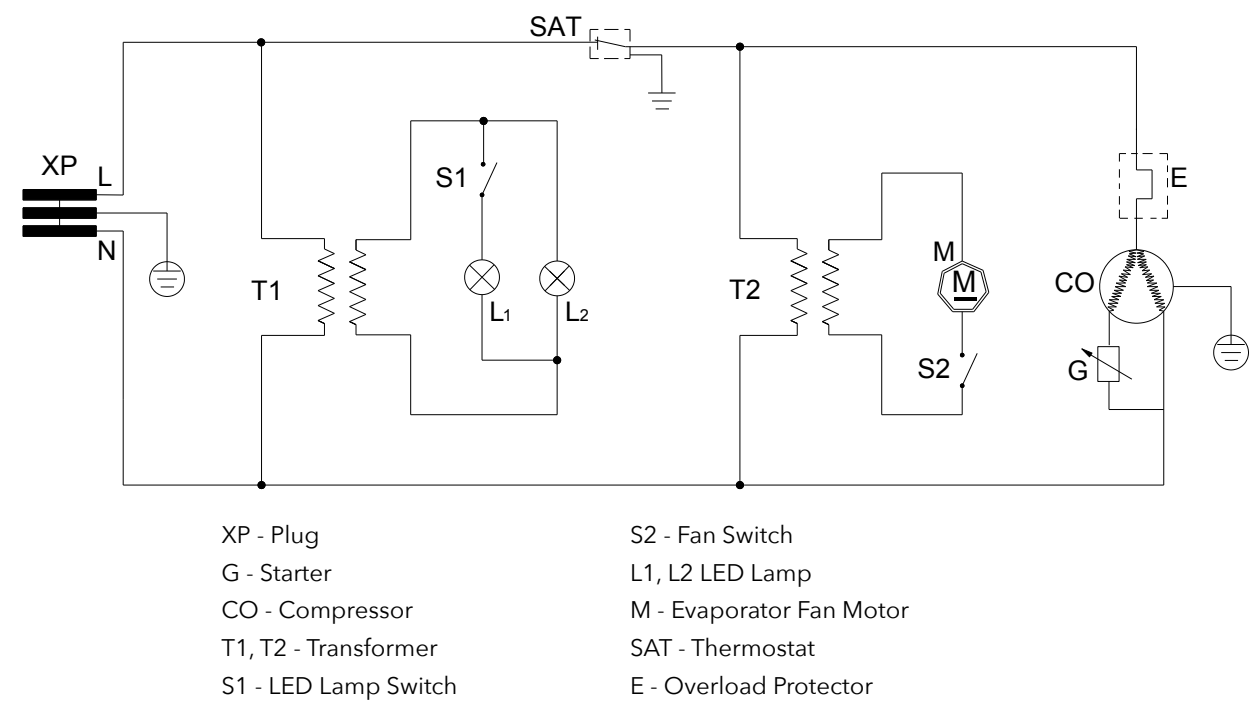 SAT
XP
L
N
S1
T1
L1
L2
T2
M
M
S2
E
CO
G
XP - Plug
G - Starter
CO - Compressor
T1, T2 - Transformer
S1 - LED Lamp Switch
S2 - Fan Switch
L1, L2 LED Lamp
M - Evaporator Fan Motor
SAT - Thermostat
E - Overload Protector